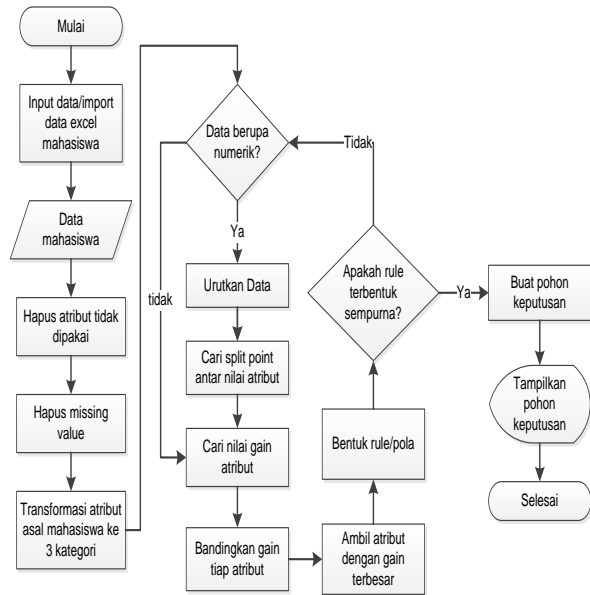 Mulai
Input data/import
data excel
mahasiswa
Data
mahasiswa
Hapus atribut tidak
dipakai
Hapus missing
value
Transformasi atribut
asal mahasiswa ke
3 kategori
Data berupa
numerik?
tidak
Ya
Urutkan Data
Cari split point
antar nilai atribut
Cari nilai gain
atribut
Bandingkan gain
tiap atribut
Ambil atribut
dengan gain
terbesar
Bentuk rule/pola
Apakah rule
terbentuk
sempurna?
Tidak
Ya
Buat pohon
keputusan
Tampilkan
pohon
keputusan
Selesai